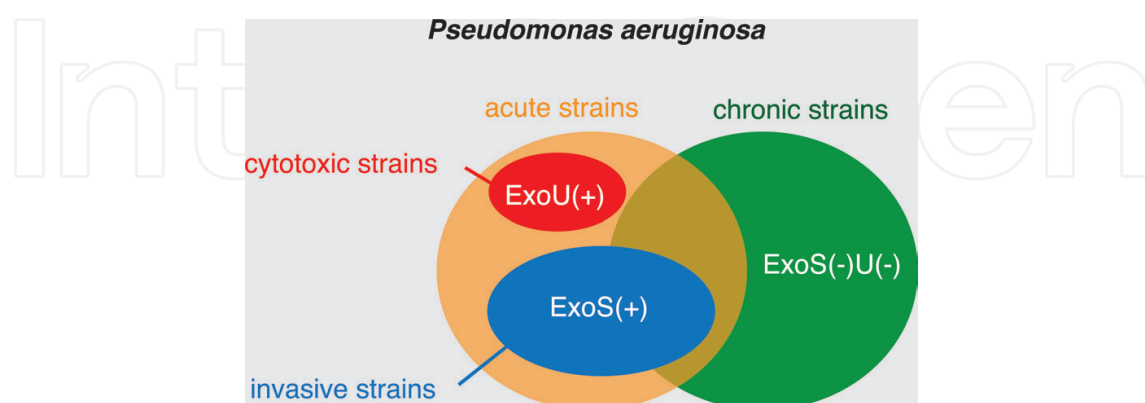 Pseudomonas aeruginosa
acute strains
chronic strains
cytotoxic strains
ExoU(+)
ExoS(-)U(-)
ExoS(+)
invasive strains